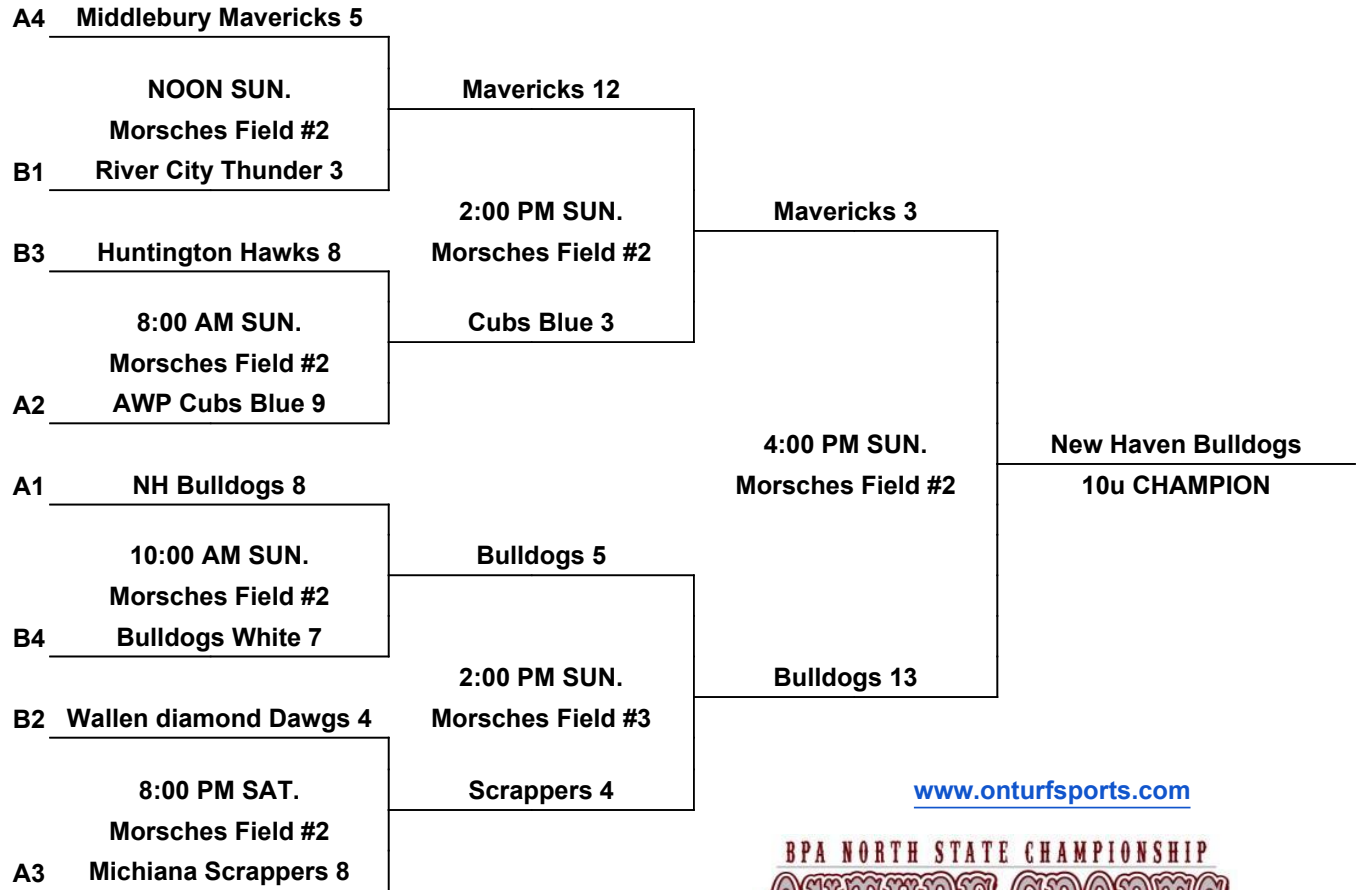 A4 Middlebury Mavericks 5
NOON SUN.
Morsches Field #2
B1 River City Thunder 3
Mavericks 12
2:00 PM SUN.
Morsches Field #2
B3 Huntington Hawks 8
8:00 AM SUN.
Morsches Field #2
A2 AWP Cubs Blue 9
Cubs Blue 3
Mavericks 3
4:00 PM SUN.
Morsches Field #2
New Haven Bulldogs
10u CHAMPION
A1 NH Bulldogs 8
10:00 AM SUN.
Morsches Field #2
B4 Bulldogs White 7
Bulldogs 5
2:00 PM SUN.
Morsches Field #3
Bulldogs 13
B2 Wallen diamond Dawgs 4
8:00 PM SAT.
Morsches Field #2
A3 Michiana Scrappers 8
Scrappers 4
www.onturfsports.com
BPA NORTH STATE CHAMPIONSHIP